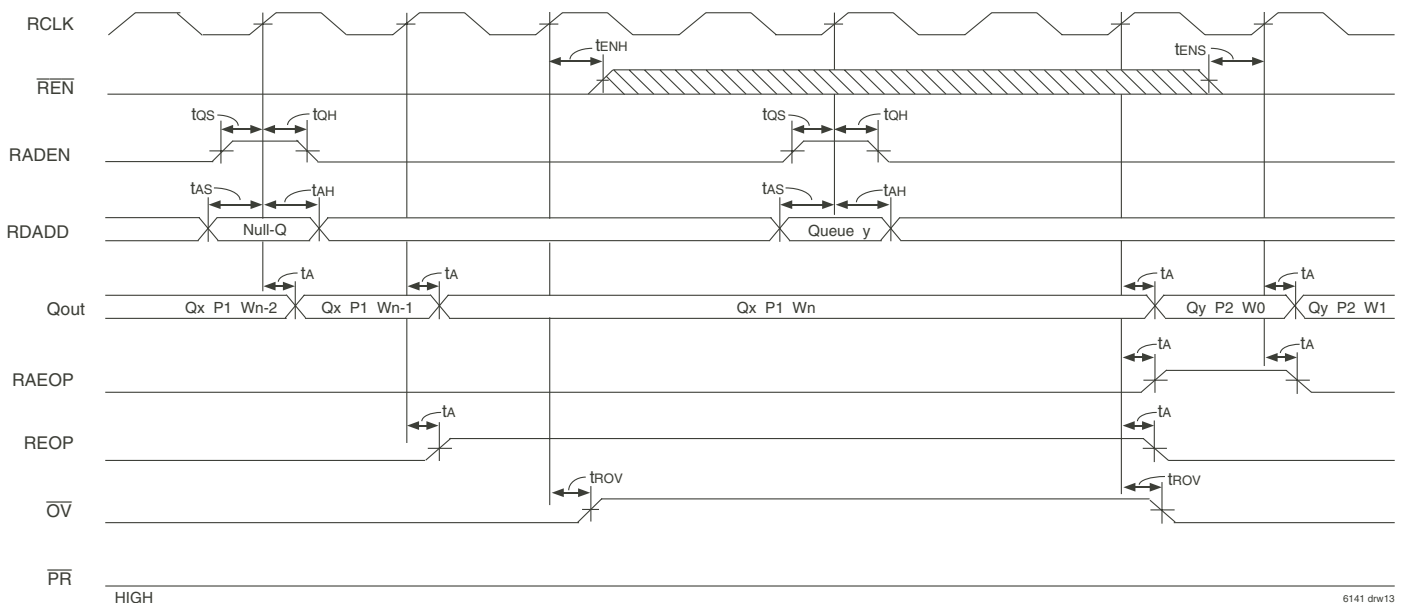 RCLK
tENH
tENS
REN
tQS tQH tQS tQH
RADEN
tAS tAH tAS tAH
RDADD Null-Q Queue y
tA tA tA tA
Qout Qx P1 Wn-2 Qx P1 Wn-1 Qx P1 Wn Qy P2 W0 Qy P2 W1
tA tA
RAEOP
tA tA
REOP
tROV tROV
OV
PR
HIGH
6141 drw13